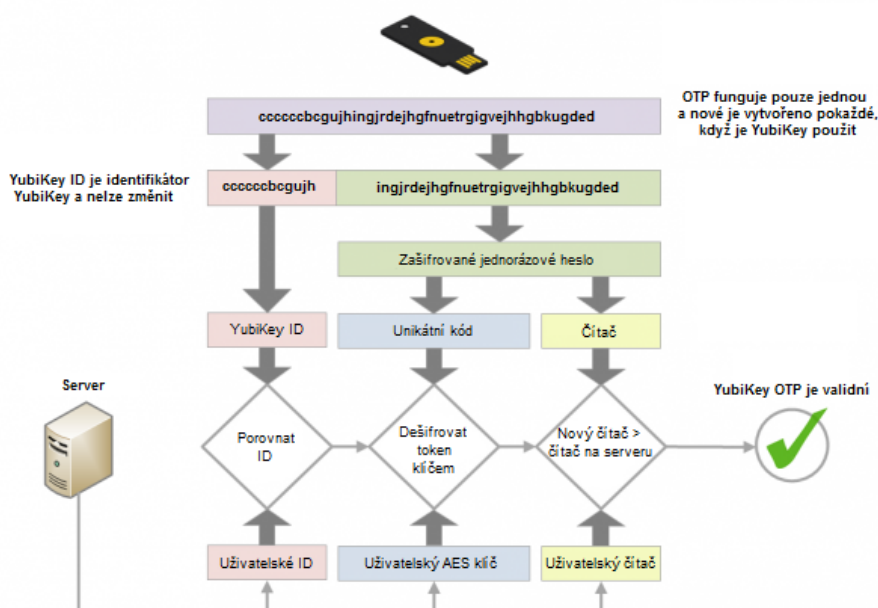 OTP funguje pouze jednou
a nové je vytvořeno pokaždé,
když je YubiKey použit
ccccccbcgujhingjrdejhgfnuetrgigvejhhgbkugded
YubiKey ID je identifikátor
YubiKey a nelze změnit
ccccccbcgujh
ingjrdejhgfnuetrgigvejhhgbkugded
Zašifrované jednorázové heslo
YubiKey ID
Unikátní kód
Čítač
Server
YubiKey OTP je validní
Porovnat
ID
Dešifrovat
token
klíčem
Nový čítač >
čítač na serveru
Uživatelské ID
Uživatelský AES klíč
Uživatelský čítač